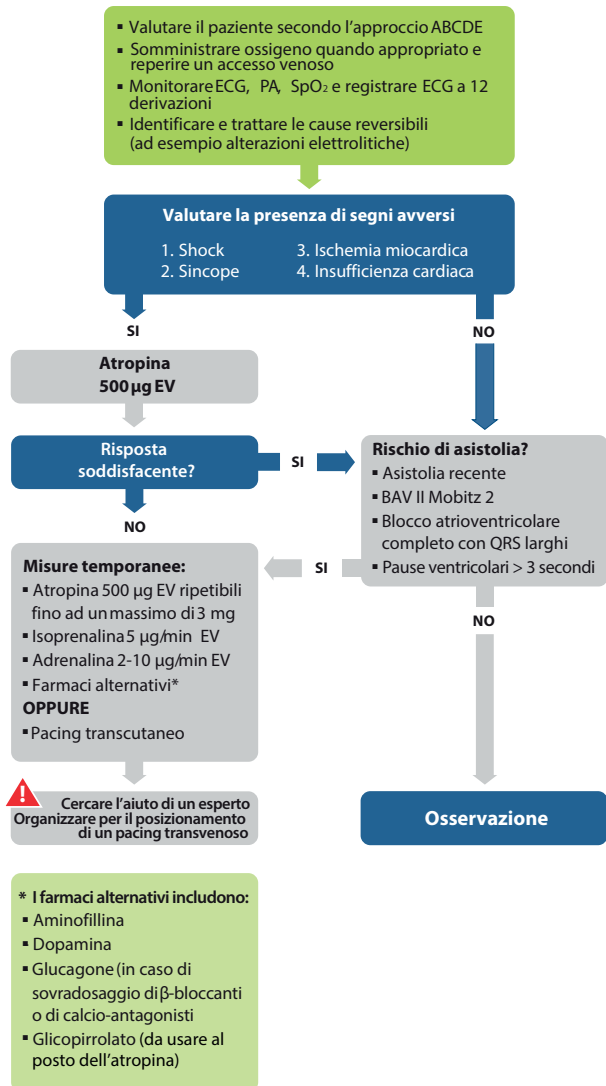 ▪ Valutare il paziente secondo l'approccio ABCDE
▪ Somministrare ossigeno quando appropriato e
reperire un accesso venoso
▪ Monitorare ECG, PA, SpO₂ e registrare ECG a 12
derivazioni
▪ Identificare e trattare le cause reversibili
(ad esempio alterazioni elettrolitiche)
Valutare la presenza di segni avversi
1. Shock
2. Sincope
3. Ischemia miocardica
4. Insufficienza cardiaca
SI
NO
Atropina
500 µg EV
Risposta
soddisfacente?
SI
NO
Rischio di asistolia?
▪ Asistolia recente
▪ BAV II Mobitz 2
▪ Blocco atrioventricolare
completo con QRS larghi
▪ Pause ventricolari > 3 secondi
SI
NO
Misure temporanee:
▪ Atropina 500 µg EV ripetibili
fino ad un massimo di 3 mg
▪ Isoprenalina 5 µg/min EV
▪ Adrenalina 2-10 µg/min EV
▪ Farmaci alternativi*
OPPURE
▪ Pacing transcutaneo
!
Cercare l'aiuto di un esperto
Organizzare per il posizionamento
di un pacing transvenoso
Osservazione
* I farmaci alternativi includono:
▪ Aminofillina
▪ Dopamina
▪ Glucagone (in caso di
sovradosaggio di β-bloccanti
o di calcio-antagonisti
▪ Glicopirrolato (da usare al
posto dell'atropina)